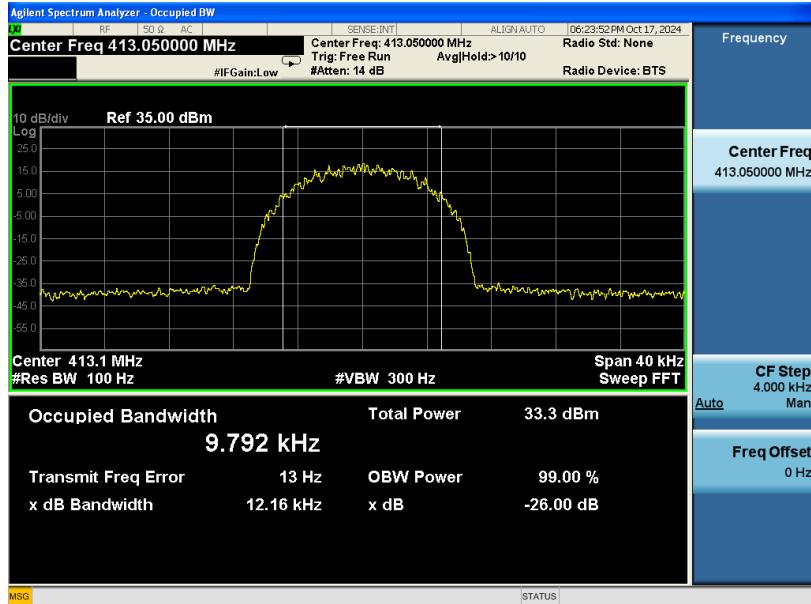 Agilent Spectrum Analyzer - Occupied BW
LXI RF 50 Ω AC SENSE:INT ALIGN AUTO 06:23:52 PM Oct 17, 2024
Center Freq 413.050000 MHz
Center Freq: 413.050000 MHz
Radio Std: None
Trig: Free Run
Avg|Hold:> 10/10
#IFGain:Low
#Atten: 14 dB
Radio Device: BTS
10 dB/div
Ref 35.00 dBm
Log
25.0
15.0
5.00
-5.00
-15.0
-25.0
-35.0
-45.0
-55.0
Center 413.1 MHz
Span 40 kHz
#Res BW 100 Hz
#VBW 300 Hz
Sweep FFT
Occupied Bandwidth
Total Power
33.3 dBm
9.792 kHz
Transmit Freq Error
13 Hz
OBW Power
99.00 %
x dB Bandwidth
12.16 kHz
x dB
-26.00 dB
MSG
STATUS
Frequency
Center Freq
413.050000 MHz
CF Step
4.000 kHz
Auto Man
Freq Offset
0 Hz